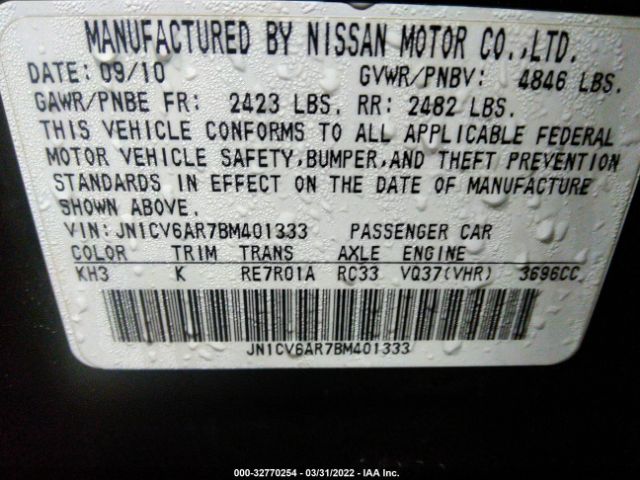 MANUFACTURED BY NISSAN MOTOR CO.,LTD.
DATE: 09/10 GVWR/PNBV: 4846 LBS.
GAWR/PNBE FR: 2423 LBS. RR: 2482 LBS.
THIS VEHICLE CONFORMS TO ALL APPLICABLE FEDERAL
MOTOR VEHICLE SAFETY,BUMPER,AND THEFT PREVENTION
STANDARDS IN EFFECT ON THE DATE OF MANUFACTURE
SHOWN ABOVE.
VIN: JN1CV6AR7BM401333 PASSENGER CAR
COLOR TRIM TRANS AXLE ENGINE
KH3 K RE7R01A RC33 VQ37(VHR) 3696CC
JN1CV6AR7BM401333
000-32770254 - 03/31/2022 - IAAI.COM